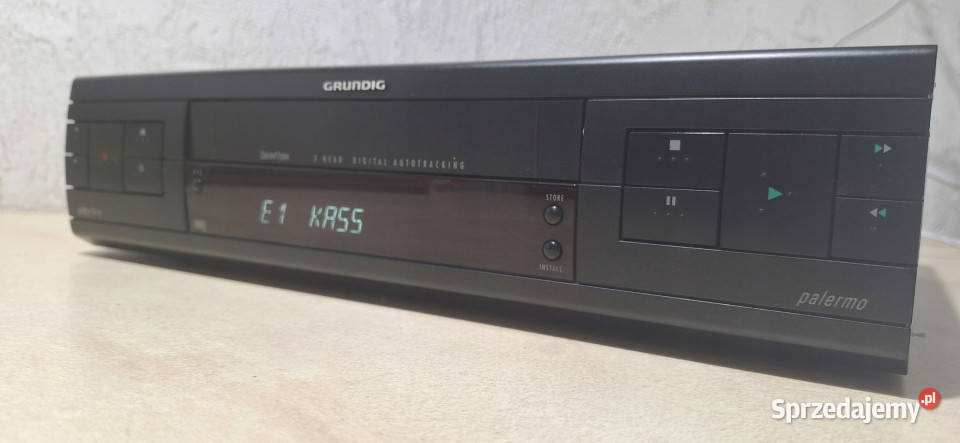 GRUNDIG
2 HEAD DIGITAL AUTOTRACKING
STORE
E1 KASS
INSTALL
palermo
Sprzedajemy.pl